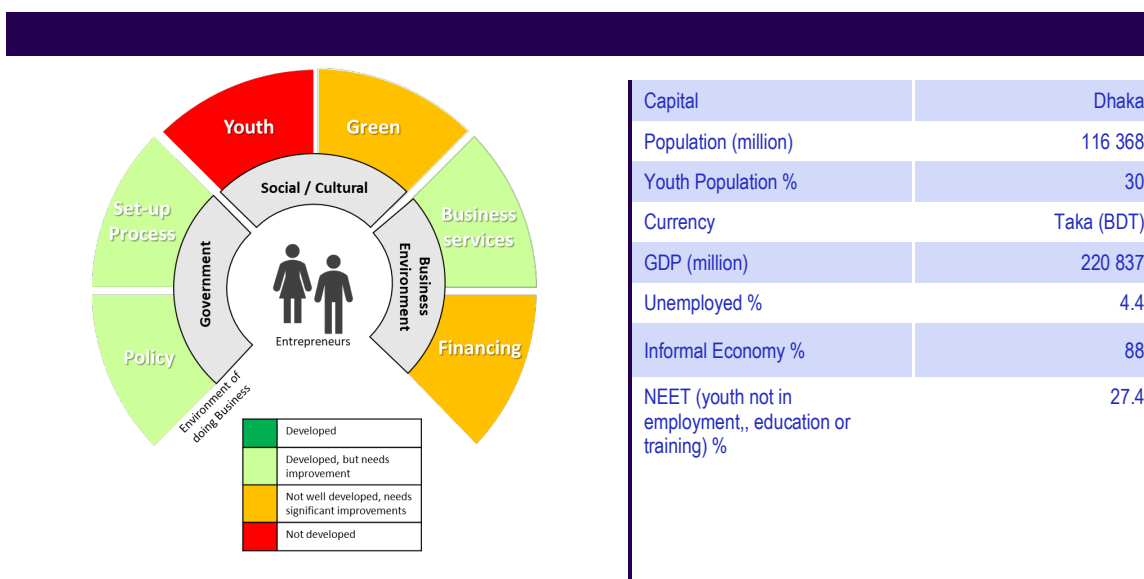 Youth
Green
Set-up
Process
Social / Cultural
Business
services
Government
Business
Environment
Policy
Entrepreneurs
Financing
Environment of
doing Business
Developed
Developed, but needs
improvement
Not well developed, needs
significant improvements
Not developed
Capital Dhaka
Population (million) 116 368
Youth Population % 30
Currency Taka (BDT)
GDP (million) 220 837
Unemployed % 4.4
Informal Economy % 88
NEET (youth not in 27.4
employment,, education or
training) %